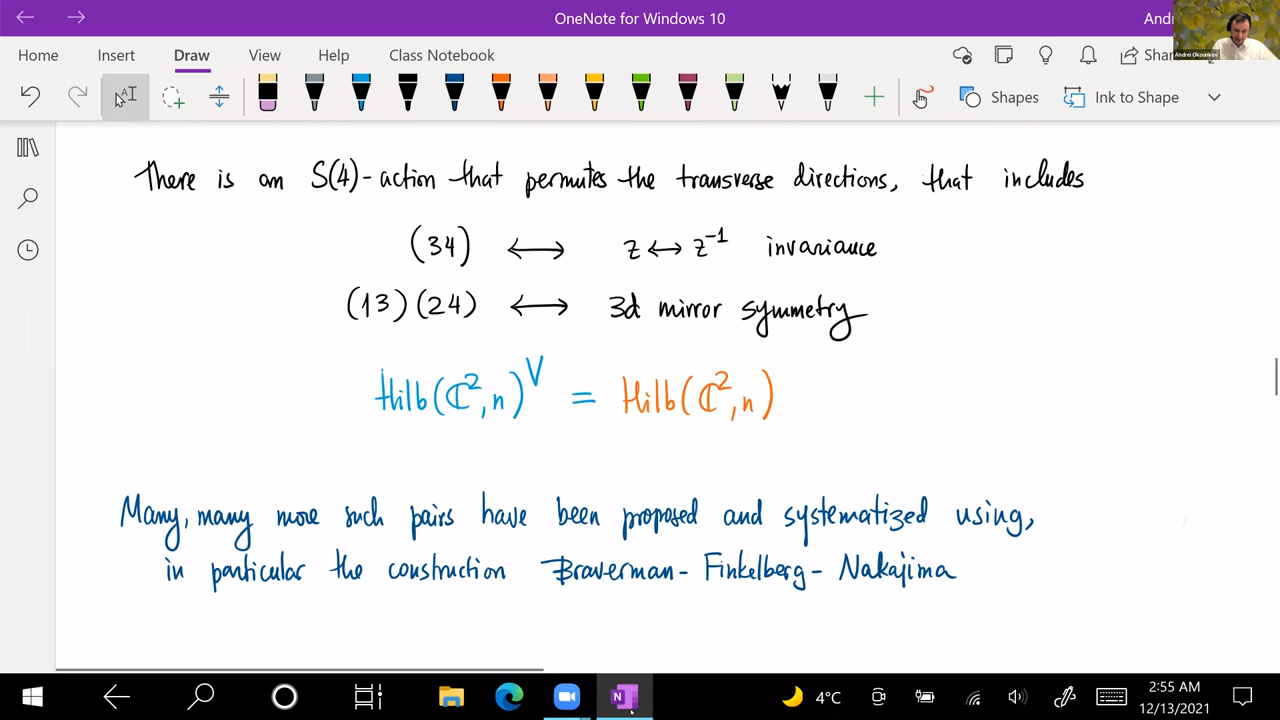 OneNote for Windows 10
Andr
Andrei Okounkov
Home Insert Draw View Help Class Notebook
Shapes Ink to Shape
There is an S(4)-action that permutes the transverse directions, that includes
(34) ⟷ z ↔ z⁻¹ invariance
(13)(24) ⟷ 3d mirror symmetry
Hilb(ℂ², n)^∨ = Hilb(ℂ², n)
Many, many more such pairs have been proposed and systematized using,
in particular the construction Braverman-Finkelberg-Nakajima
4°C
2:55 AM
12/13/2021